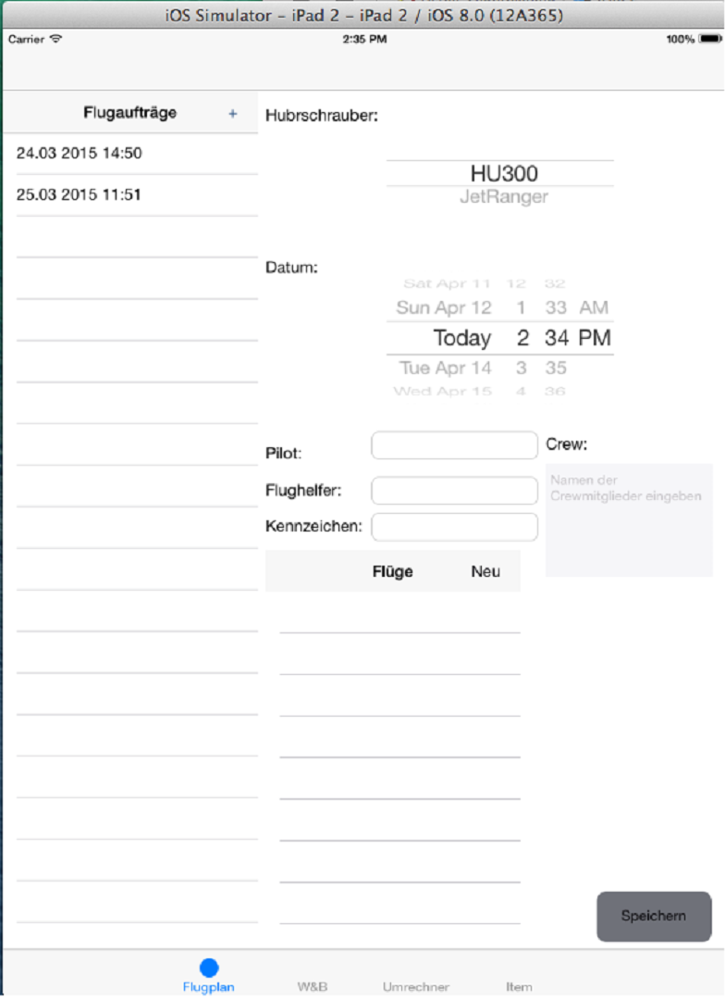 iOS Simulator - iPad 2 - iPad 2 / iOS 8.0 (12A365)
Carrier 2:35 PM 100%
Flugaufträge +
24.03 2015 14:50
25.03 2015 11:51
Hubrschrauber:
HU300
JetRanger
Datum:
Sat Apr 11 12 32
Sun Apr 12 1 33 AM
Today 2 34 PM
Tue Apr 14 3 35
Wed Apr 15 4 36
Pilot:
Flughelfer:
Kennzeichen:
Crew:
Namen der
Crewmitglieder eingeben
Flüge Neu
Speichern
Flugplan W&B Umrechner Item